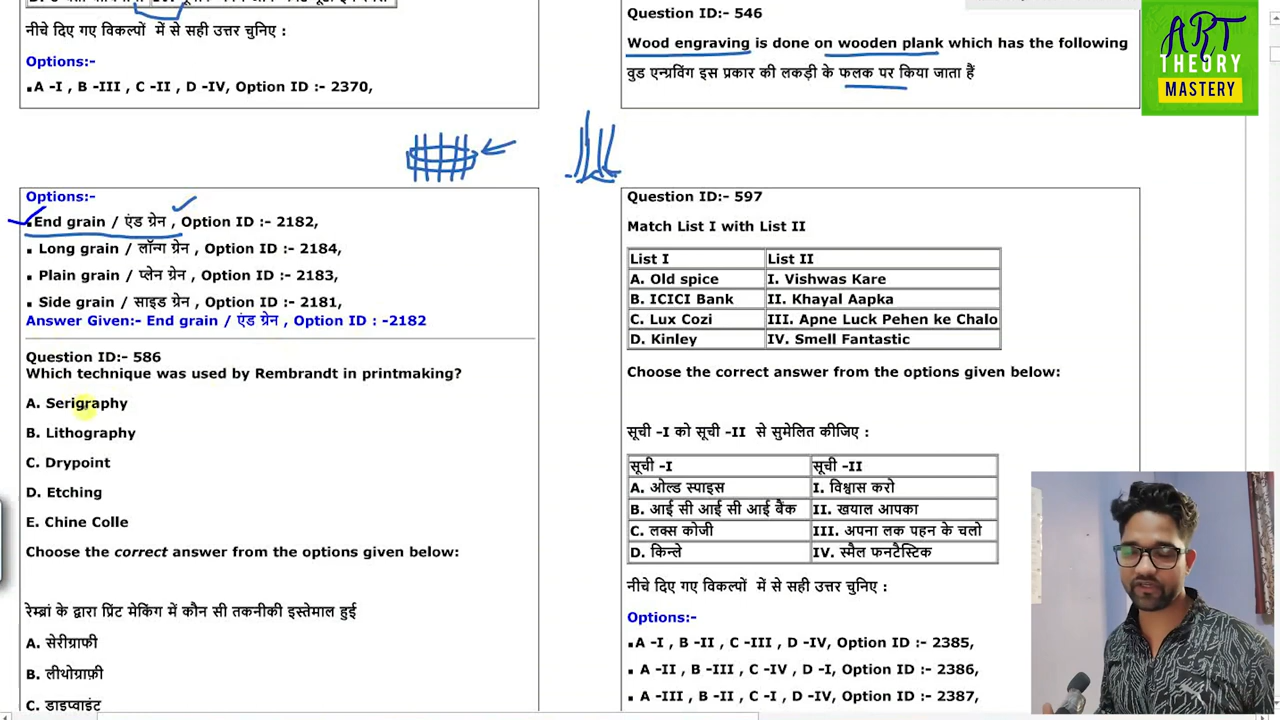 नीचे दिए गए विकल्पों में से सही उत्तर चुनिए :
Options:-
A -I , B -III , C -II , D -IV, Option ID :- 2370,
Options:-
End grain / एंड ग्रेन , Option ID :- 2182,
Long grain / लॉन्ग ग्रेन , Option ID :- 2184,
Plain grain / प्लेन ग्रेन , Option ID :- 2183,
Side grain / साइड ग्रेन , Option ID :- 2181,
Answer Given:- End grain / एंड ग्रेन , Option ID : -2182
Question ID:- 586
Which technique was used by Rembrandt in printmaking?
A. Serigraphy
B. Lithography
C. Drypoint
D. Etching
E. Chine Colle
Choose the correct answer from the options given below:
रेम्ब्रां के द्वारा प्रिंट मेकिंग में कौन सी तकनीकी इस्तेमाल हुई
A. सेरीग्राफी
B. लीथोग्राफ़ी
C. ड्राइप्वाइंट
Question ID:- 546
Wood engraving is done on wooden plank which has the following
वुड एन्ग्रविंग इस प्रकार की लकड़ी के फलक पर किया जाता हैं
Question ID:- 597
Match List I with List II
List I List II
A. Old spice I. Vishwas Kare
B. ICICI Bank II. Khayal Aapka
C. Lux Cozi III. Apne Luck Pehen ke Chalo
D. Kinley IV. Smell Fantastic
Choose the correct answer from the options given below:
सूची -I को सूची -II से सुमेलित कीजिए :
सूची -I सूची -II
A. ओल्ड स्पाइस I. विश्वास करो
B. आई सी आई सी आई बैंक II. खयाल आपका
C. लक्स कोजी III. अपना लक पहन के चलो
D. किन्ले IV. स्मैल फनटैस्टिक
नीचे दिए गए विकल्पों में से सही उत्तर चुनिए :
Options:-
A -I , B -II , C -III , D -IV, Option ID :- 2385,
A -II , B -III , C -IV , D -I, Option ID :- 2386,
A -III , B -II , C -I , D -IV, Option ID :- 2387,
ART
THEORY
MASTERY